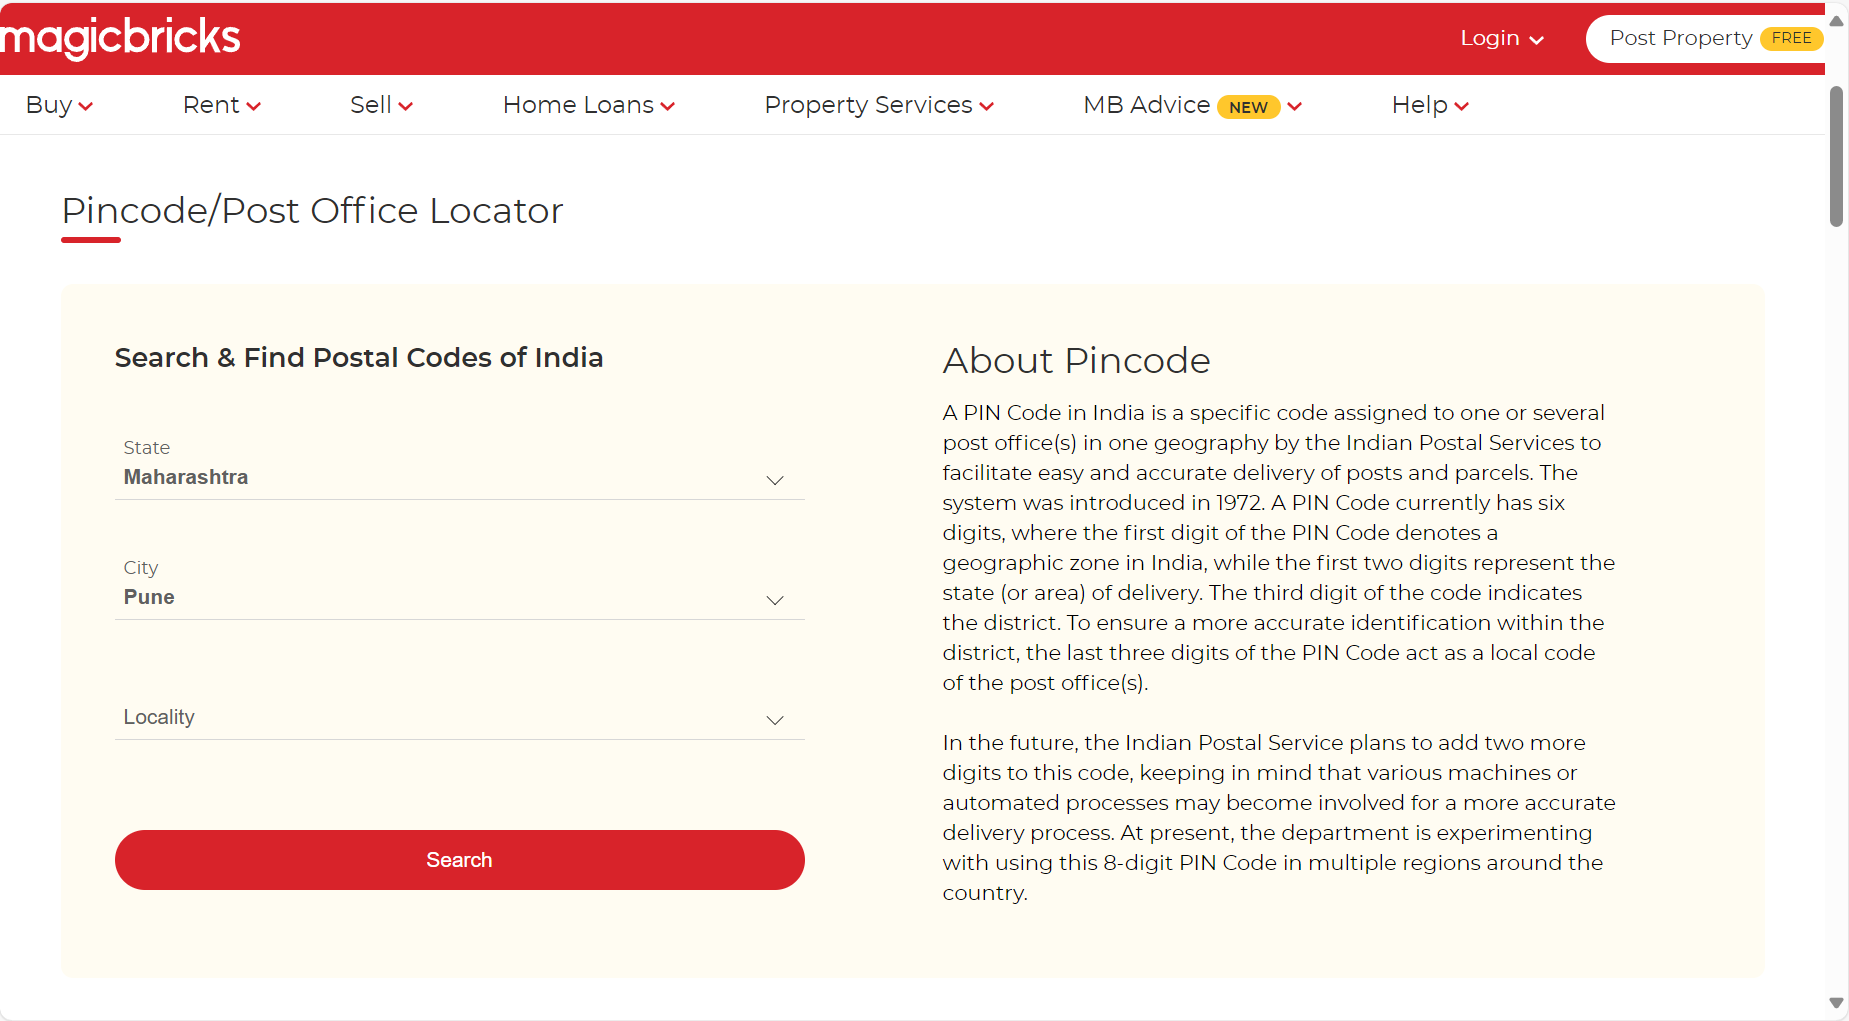 magicbricks
Login
Post Property FREE
Buy Rent Sell Home Loans Property Services MB Advice NEW Help
Pincode/Post Office Locator
Search & Find Postal Codes of India
State
Maharashtra
City
Pune
Locality
Search
About Pincode
A PIN Code in India is a specific code assigned to one or several
post office(s) in one geography by the Indian Postal Services to
facilitate easy and accurate delivery of posts and parcels. The
system was introduced in 1972. A PIN Code currently has six
digits, where the first digit of the PIN Code denotes a
geographic zone in India, while the first two digits represent the
state (or area) of delivery. The third digit of the code indicates
the district. To ensure a more accurate identification within the
district, the last three digits of the PIN Code act as a local code
of the post office(s).
In the future, the Indian Postal Service plans to add two more
digits to this code, keeping in mind that various machines or
automated processes may become involved for a more accurate
delivery process. At present, the department is experimenting
with using this 8-digit PIN Code in multiple regions around the
country.